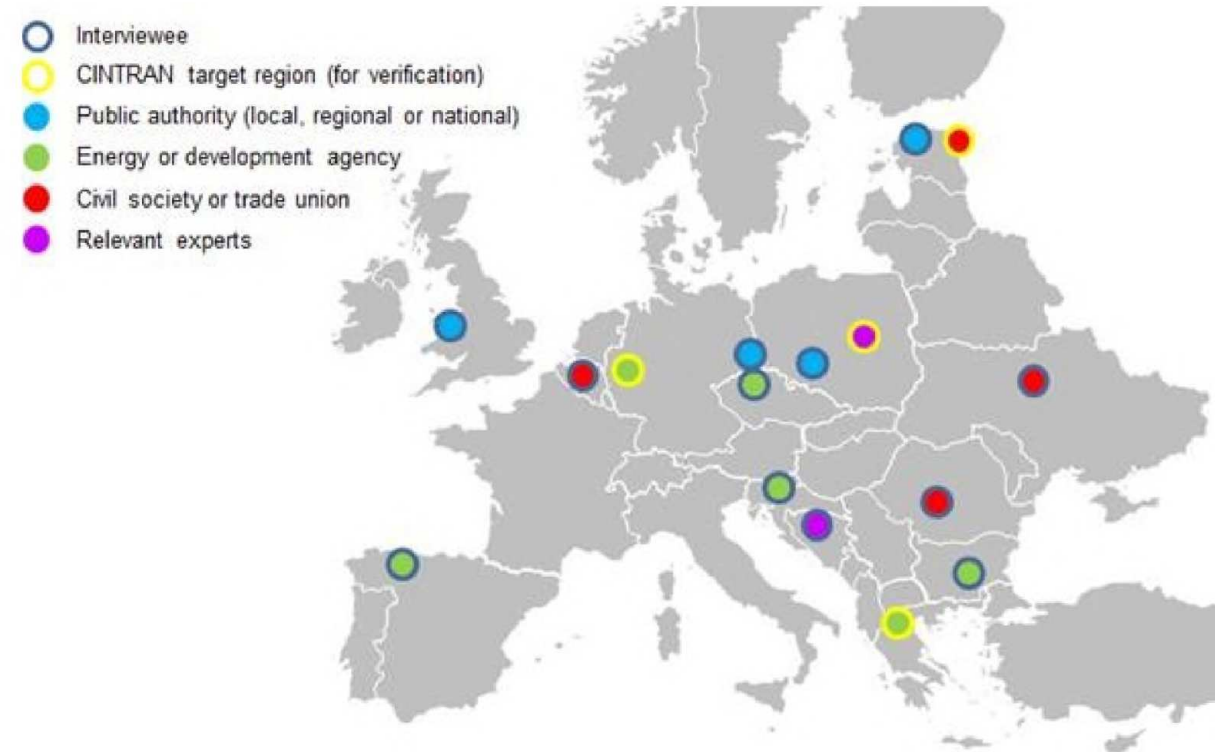 Interviewee
CINTRAN target region (for verification)
Public authority (local, regional or national)
Energy or development agency
Civil society or trade union
Relevant experts